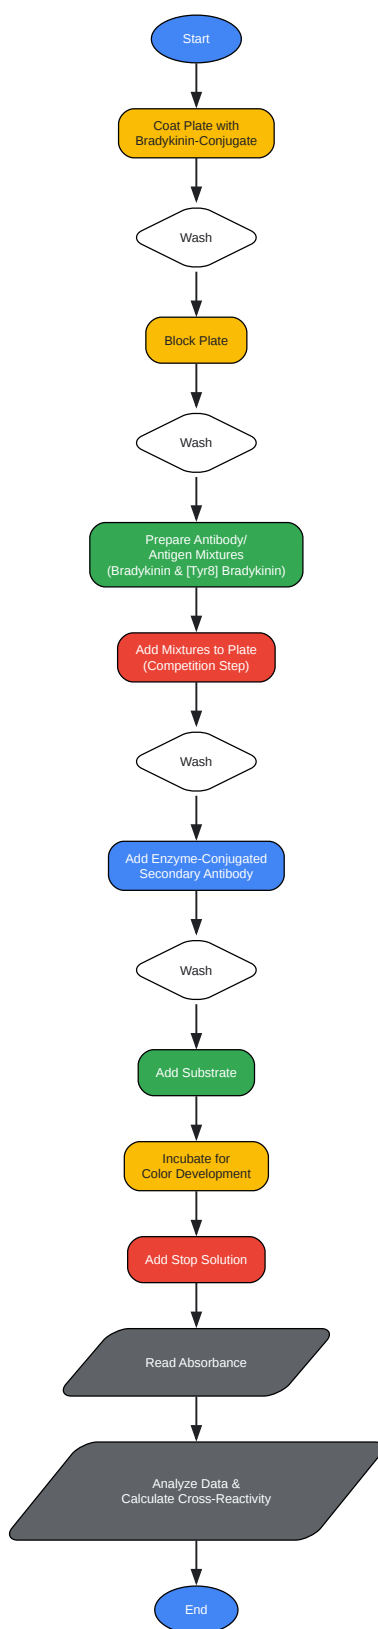 Start
Coat Plate with
Bradykinin-Conjugate
Wash
Block Plate
Wash
Prepare Antibody/
Antigen Mixtures
(Bradykinin & [Tyr8] Bradykinin)
Add Mixtures to Plate
(Competition Step)
Wash
Add Enzyme-Conjugated
Secondary Antibody
Wash
Add Substrate
Incubate for
Color Development
Add Stop Solution
Read Absorbance
Analyze Data &
Calculate Cross-Reactivity
End